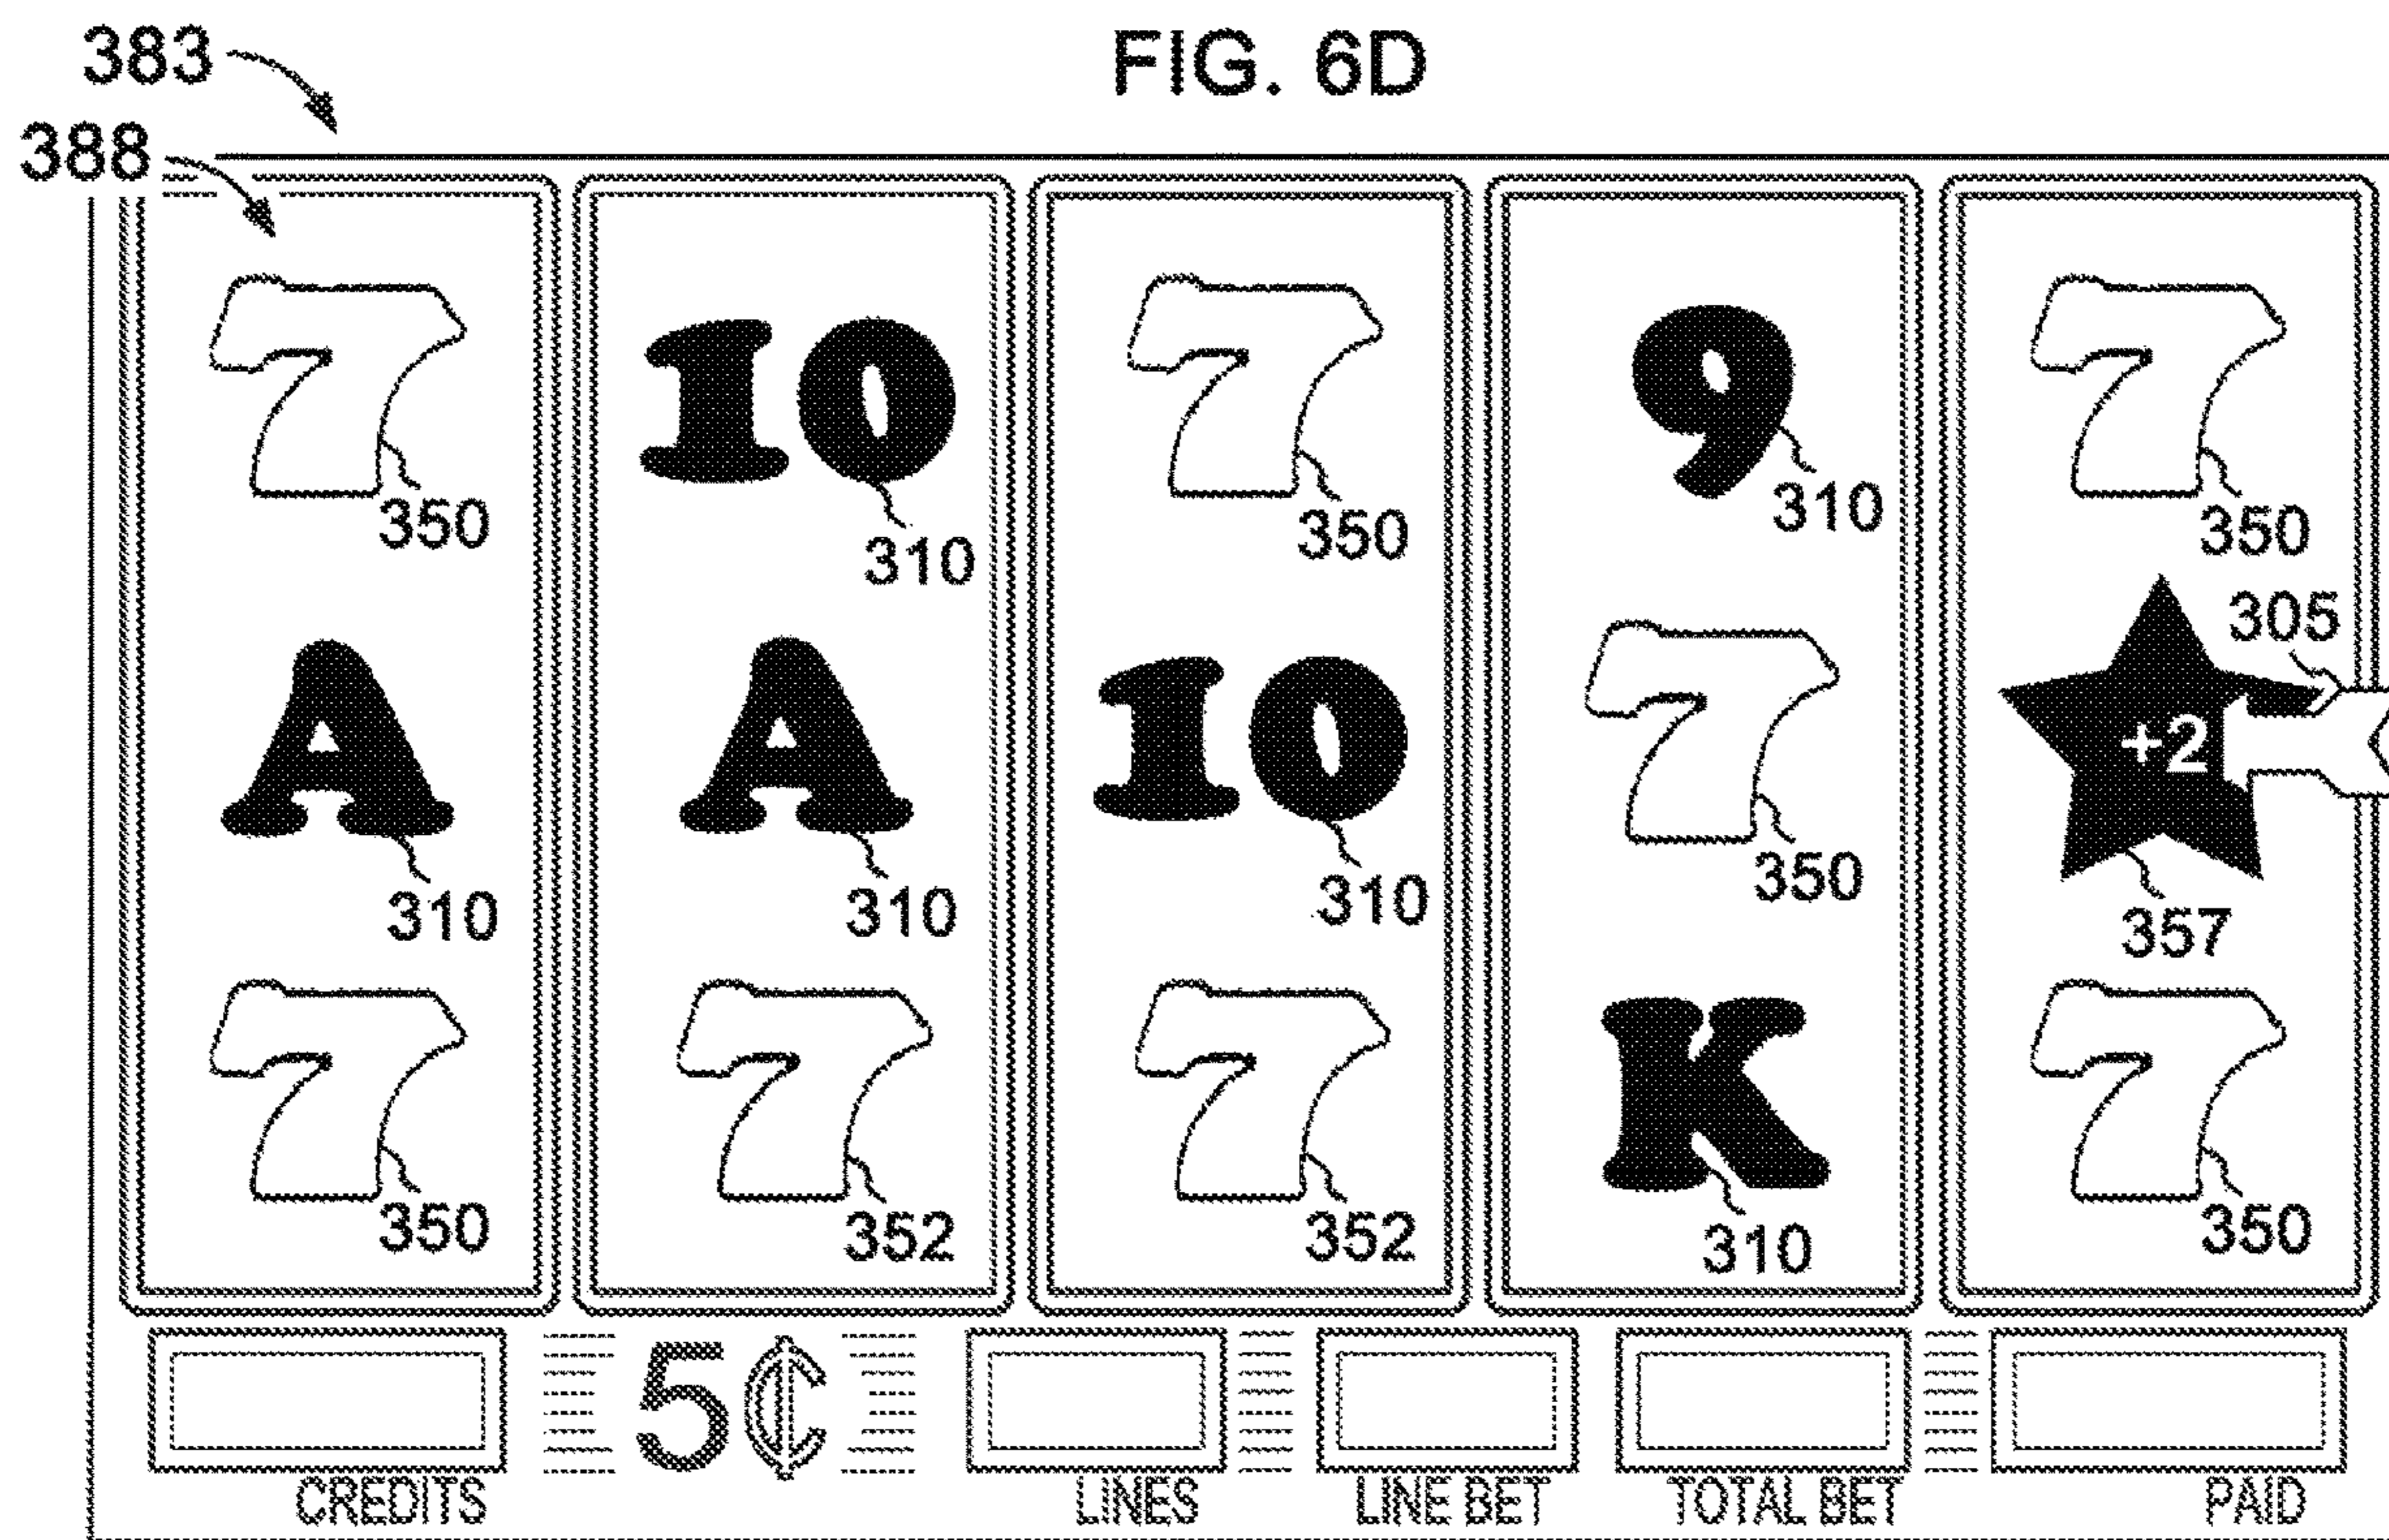 FIG. 6D
383
388
7 10 7 9 7
350 310 350 310 350
305
A A 10 7 +2
310 310 310 350 357
7 7 7 K 7
350 352 352 310 350
5¢
CREDITS LINES LINE BET TOTAL BET PAID